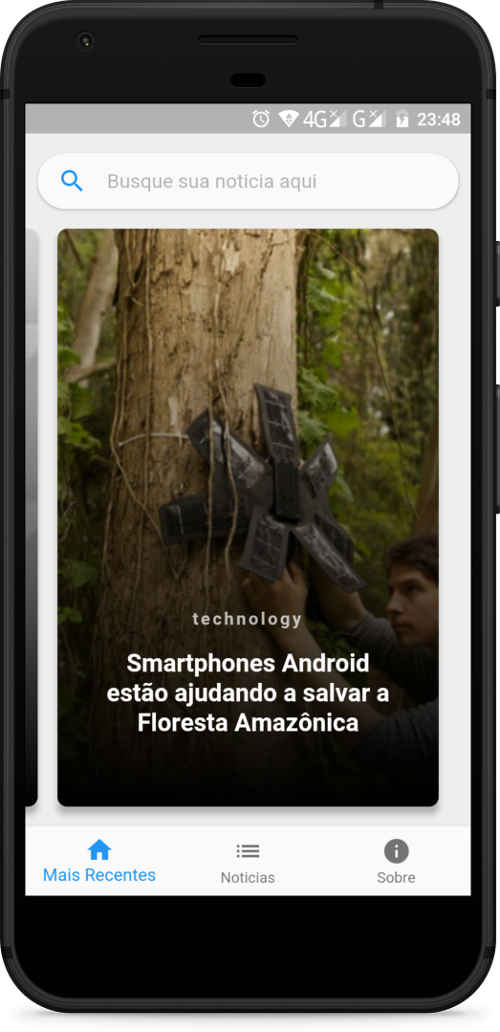 4G G 23:48
Busque sua noticia aqui
technology
Smartphones Android
estão ajudando a salvar a
Floresta Amazônica
Mais Recentes Noticias Sobre